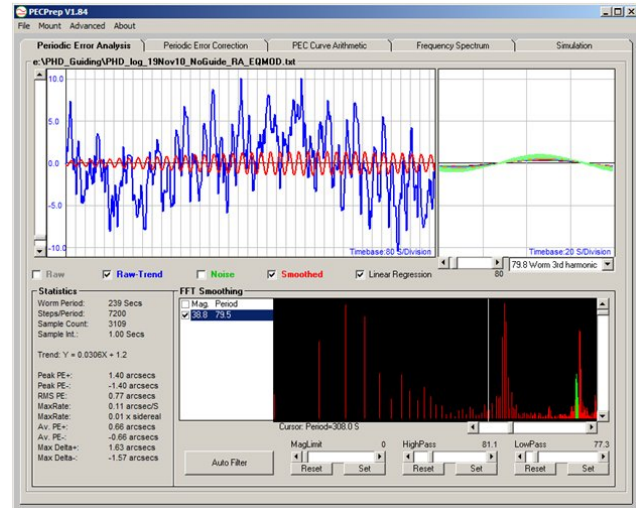 PECPrep V1.84
File Mount Advanced About
Periodic Error Analysis Periodic Error Correction PEC Curve Arithmetic Frequency Spectrum Simulation
e:\PHD_Guiding\PHD_log_19Nov10_NoGuide_RA_EQMOD.txt
10.0
5.0
0.0
-5.0
-10.0
Timebase:80 S/Division
Timebase:20 S/Division
80
79.8 Worm 3rd harmonic
Raw Raw-Trend Noise Smoothed Linear Regression
Statistics
Worm Period: 239 Secs
Steps/Period: 7200
Sample Count: 3109
Sample Int.: 1.00 Secs
Trend: Y = 0.0306X + 1.2
Peak PE+: 1.40 arcsecs
Peak PE-: -1.40 arcsecs
RMS PE: 0.77 arcsecs
MaxRate: 0.11 arcsec/S
MaxRate: 0.01 x sidereal
Av. PE+: 0.66 arcsecs
Av. PE-: -0.66 arcsecs
Max Delta+: 1.63 arcsecs
Max Delta-: -1.57 arcsecs
FFT Smoothing
Mag. Period
38.8 79.5
Cursor: Period=308.0 S
Auto Filter
MagLimit 0
Reset Set
HighPass 81.1
Reset Set
LowPass 77.3
Reset Set